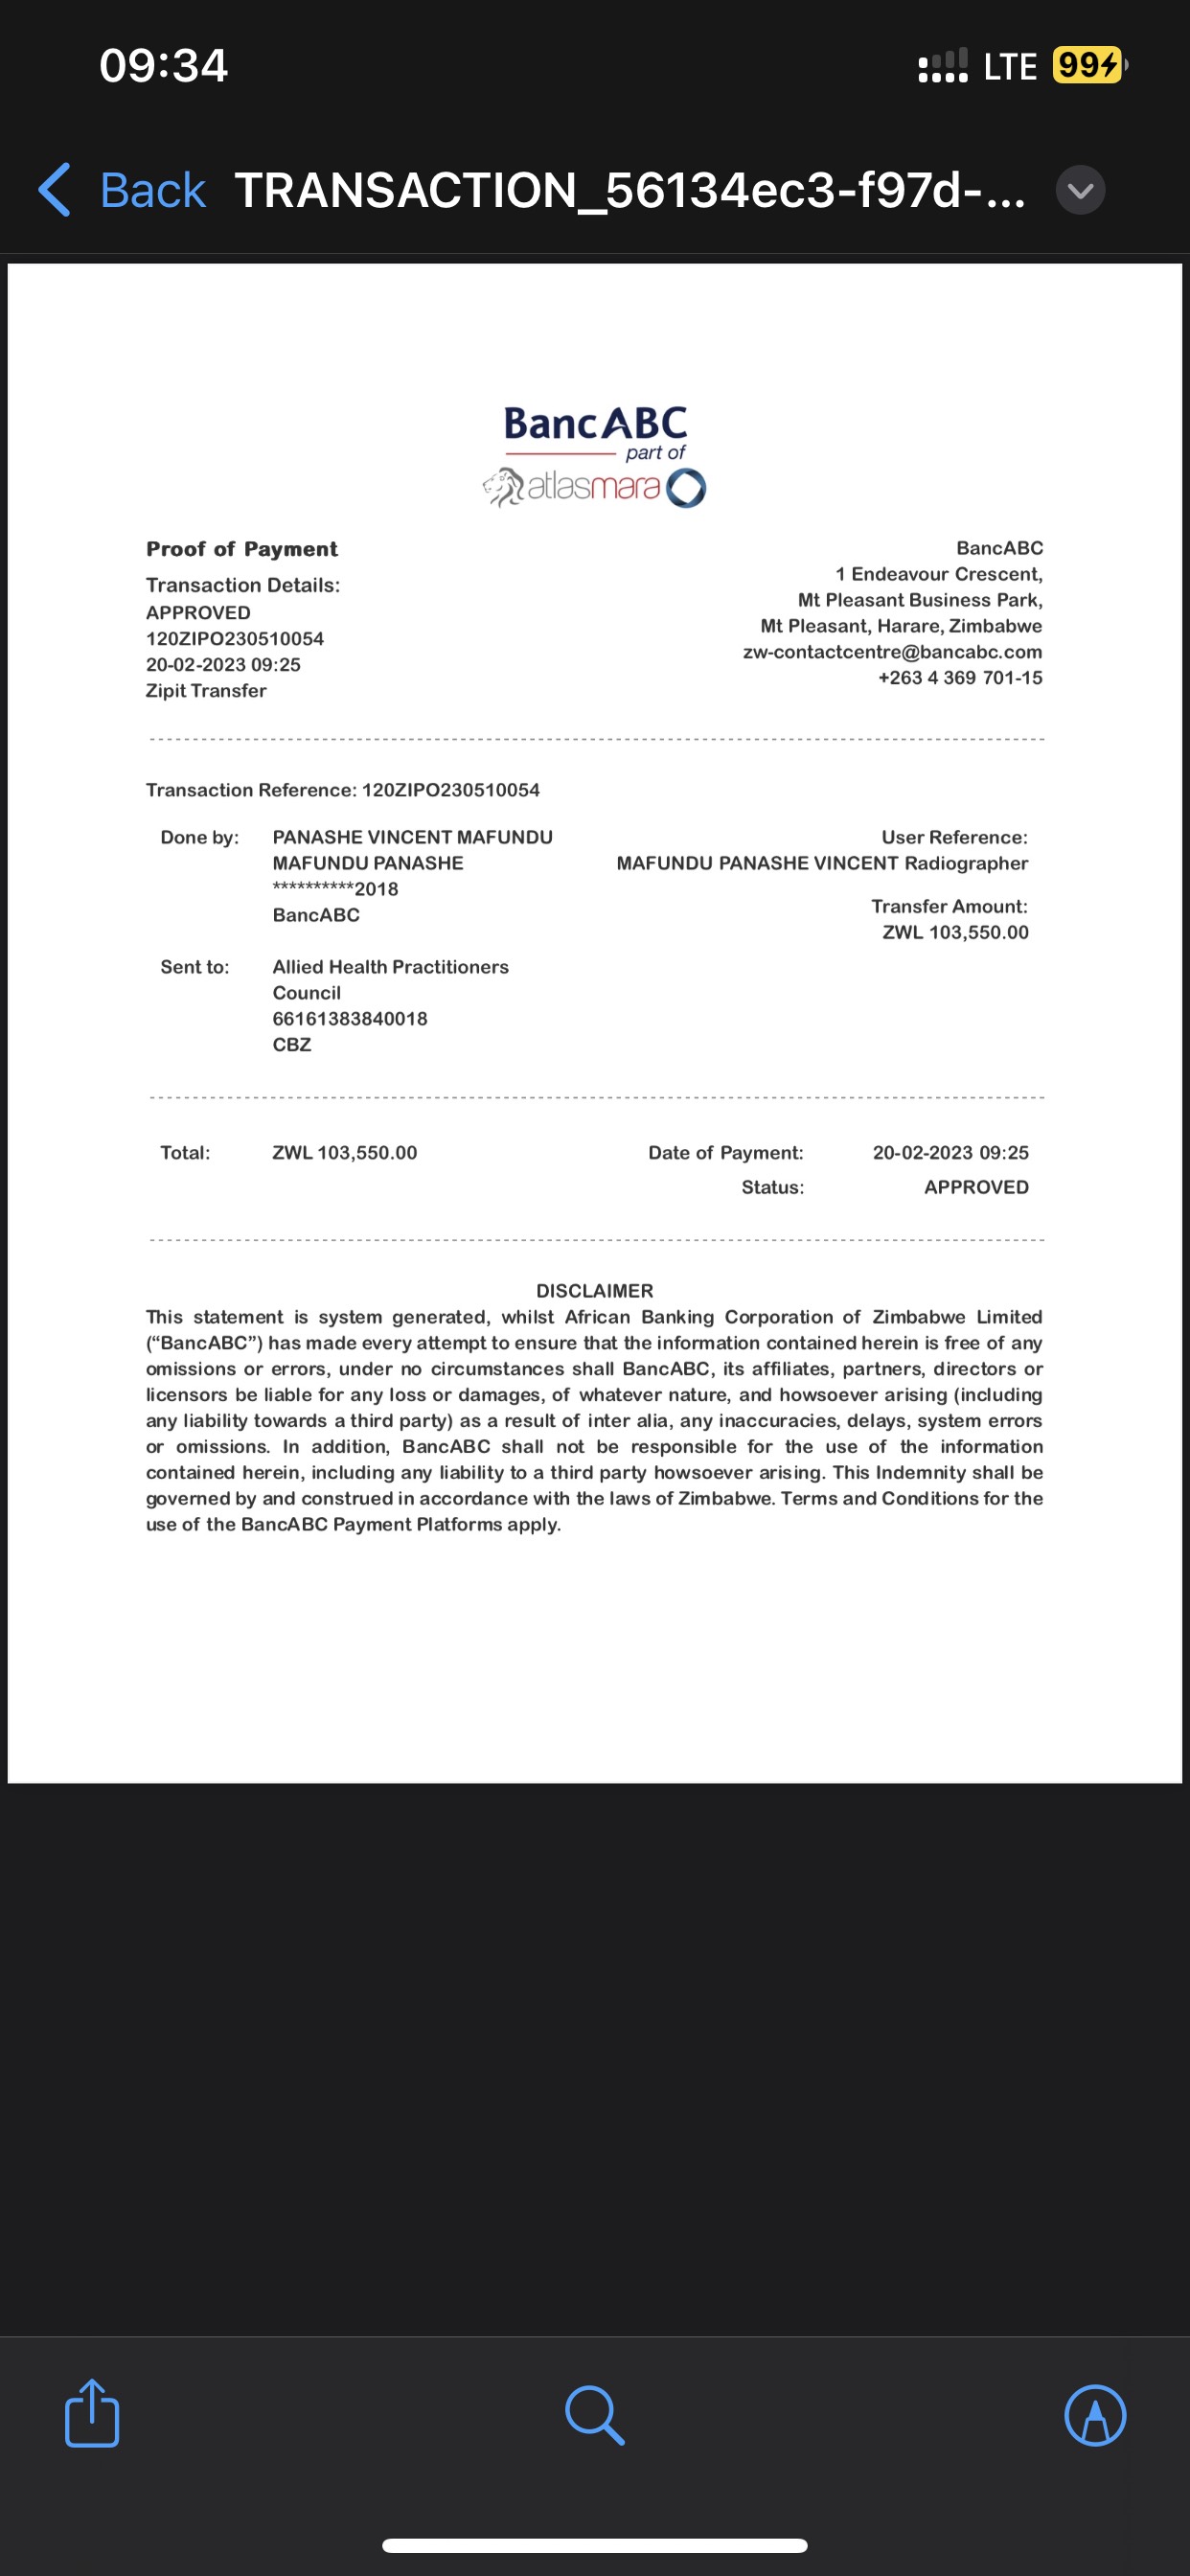 09:34
LTE 99
Back TRANSACTION_56134ec3-f97d-...
BancABC
part of
atlasmara
Proof of Payment
Transaction Details:
APPROVED
120ZIPO230510054
20-02-2023 09:25
Zipit Transfer
BancABC
1 Endeavour Crescent,
Mt Pleasant Business Park,
Mt Pleasant, Harare, Zimbabwe
zw-contactcentre@bancabc.com
+263 4 369 701-15
Transaction Reference: 120ZIPO230510054
Done by: PANASHE VINCENT MAFUNDU
MAFUNDU PANASHE
**********2018
BancABC
User Reference:
MAFUNDU PANASHE VINCENT Radiographer
Transfer Amount:
ZWL 103,550.00
Sent to: Allied Health Practitioners
Council
66161383840018
CBZ
Total: ZWL 103,550.00
Date of Payment: 20-02-2023 09:25
Status: APPROVED
DISCLAIMER
This statement is system generated, whilst African Banking Corporation of Zimbabwe Limited
(“BancABC”) has made every attempt to ensure that the information contained herein is free of any
omissions or errors, under no circumstances shall BancABC, its affiliates, partners, directors or
licensors be liable for any loss or damages, of whatever nature, and howsoever arising (including
any liability towards a third party) as a result of inter alia, any inaccuracies, delays, system errors
or omissions. In addition, BancABC shall not be responsible for the use of the information
contained herein, including any liability to a third party howsoever arising. This Indemnity shall be
governed by and construed in accordance with the laws of Zimbabwe. Terms and Conditions for the
use of the BancABC Payment Platforms apply.